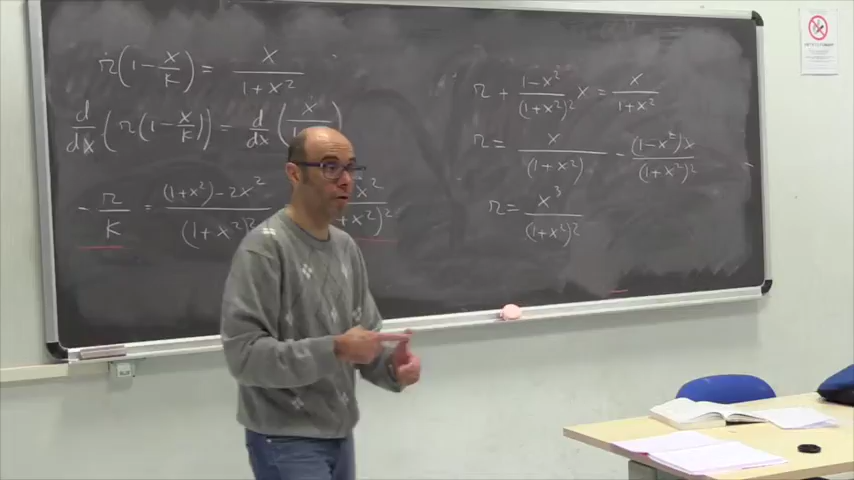 r(1 - x/K) = x/(1+x²)
d/dx (r(1 - x/K)) = d/dx (x/(1+x²))
- r/K = ((1+x²) - 2x²)/(1+x²)²
r + (1-x²)/(1+x²)² x = x/(1+x²)
r = x/(1+x²) - (1-x²)x/(1+x²)²
r = x³/(1+x²)²